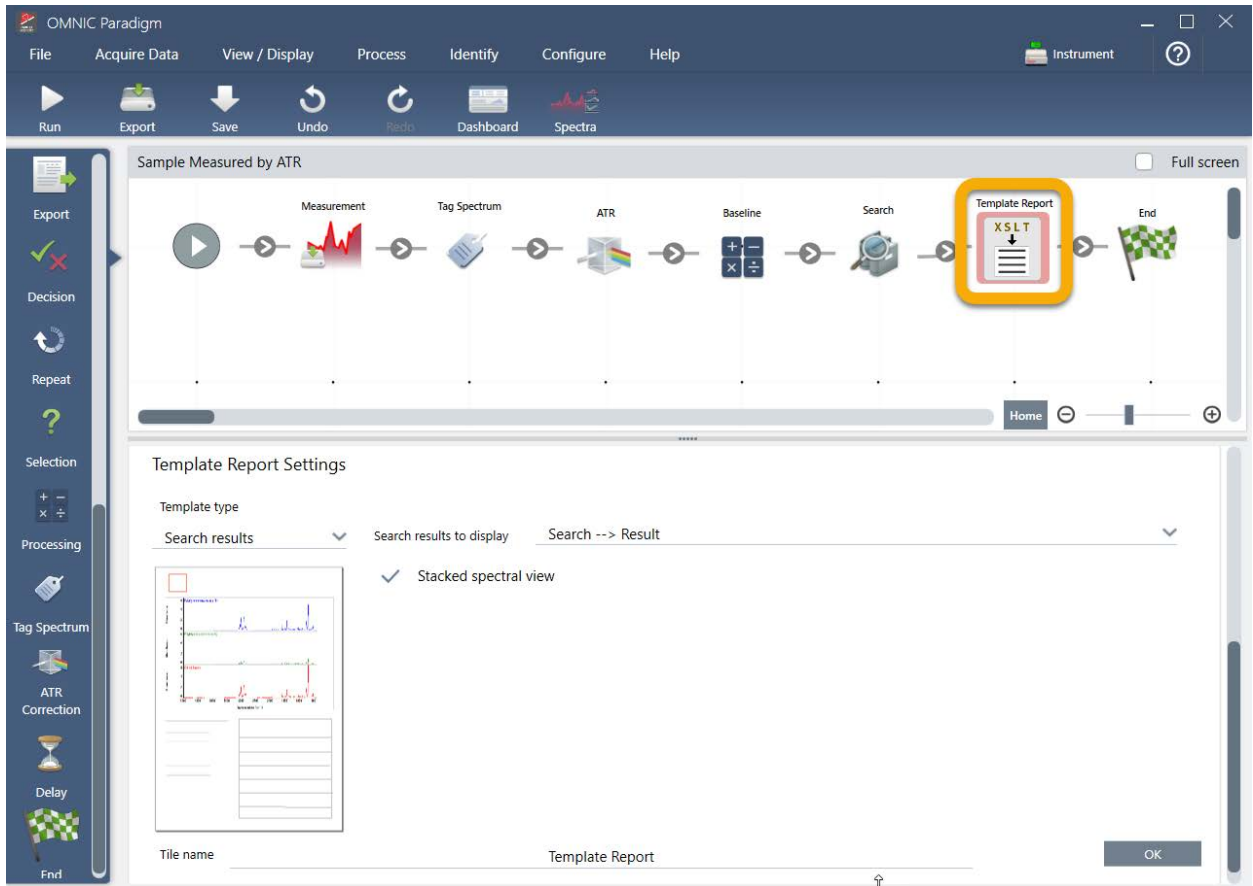 OMNIC Paradigm
File Acquire Data View / Display Process Identify Configure Help Instrument
Run Export Save Undo Redo Dashboard Spectra
Export
Decision
Repeat
Selection
Processing
Tag Spectrum
ATR
Correction
Delay
End
Sample Measured by ATR Full screen
Measurement Tag Spectrum ATR Baseline Search Template Report End
XSLT
Home
Template Report Settings
Template type
Search results Search results to display Search --> Result
Stacked spectral view
Tile name Template Report OK